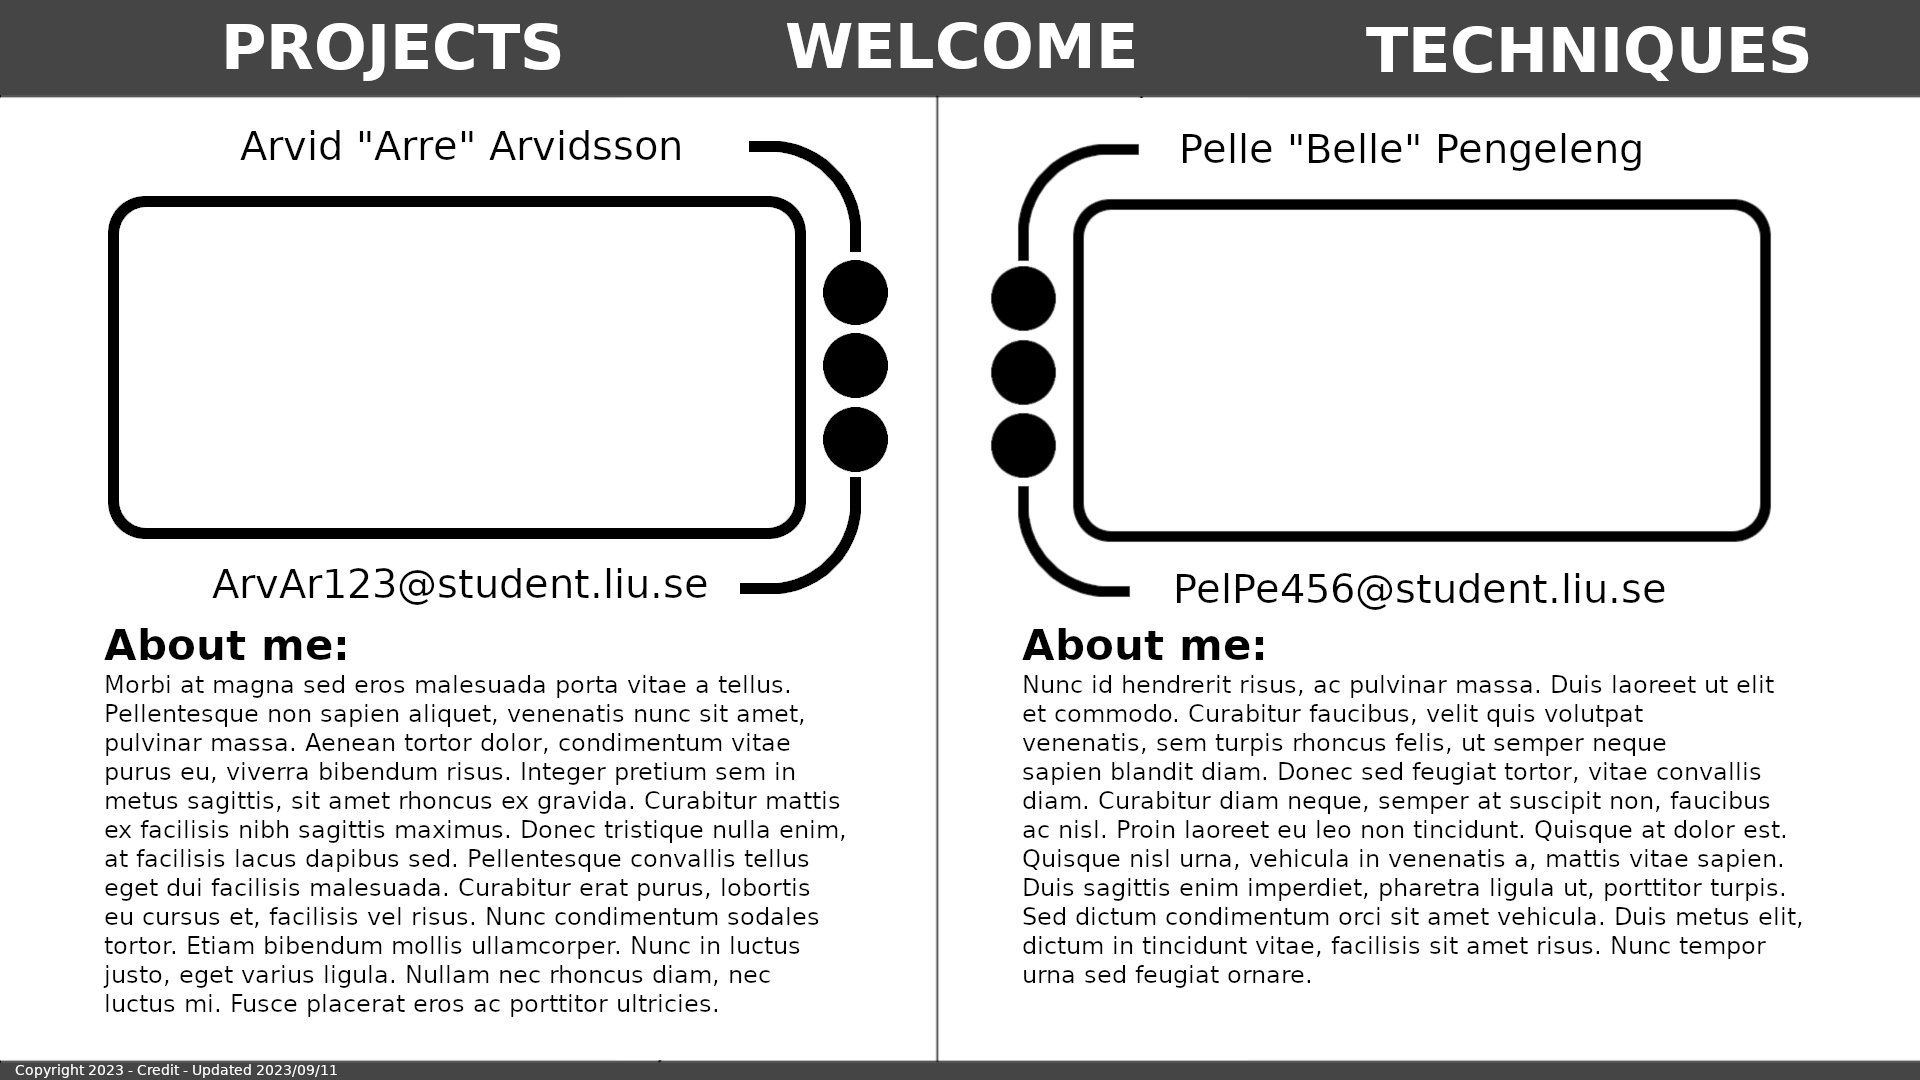 PROJECTS WELCOME TECHNIQUES
Arvid "Arre" Arvidsson
ArvAr123@student.liu.se
About me:
Morbi at magna sed eros malesuada porta vitae a tellus.
Pellentesque non sapien aliquet, venenatis nunc sit amet,
pulvinar massa. Aenean tortor dolor, condimentum vitae
purus eu, viverra bibendum risus. Integer pretium sem in
metus sagittis, sit amet rhoncus ex gravida. Curabitur mattis
ex facilisis nibh sagittis maximus. Donec tristique nulla enim,
at facilisis lacus dapibus sed. Pellentesque convallis tellus
eget dui facilisis malesuada. Curabitur erat purus, lobortis
eu cursus et, facilisis vel risus. Nunc condimentum sodales
tortor. Etiam bibendum mollis ullamcorper. Nunc in luctus
justo, eget varius ligula. Nullam nec rhoncus diam, nec
luctus mi. Fusce placerat eros ac porttitor ultricies.
Pelle "Belle" Pengeleng
PelPe456@student.liu.se
About me:
Nunc id hendrerit risus, ac pulvinar massa. Duis laoreet ut elit
et commodo. Curabitur faucibus, velit quis volutpat
venenatis, sem turpis rhoncus felis, ut semper neque
sapien blandit diam. Donec sed feugiat tortor, vitae convallis
diam. Curabitur diam neque, semper at suscipit non, faucibus
ac nisl. Proin laoreet eu leo non tincidunt. Quisque at dolor est.
Quisque nisl urna, vehicula in venenatis a, mattis vitae sapien.
Duis sagittis enim imperdiet, pharetra ligula ut, porttitor turpis.
Sed dictum condimentum orci sit amet vehicula. Duis metus elit,
dictum in tincidunt vitae, facilisis sit amet risus. Nunc tempor
urna sed feugiat ornare.
Copyright 2023 - Credit - Updated 2023/09/11